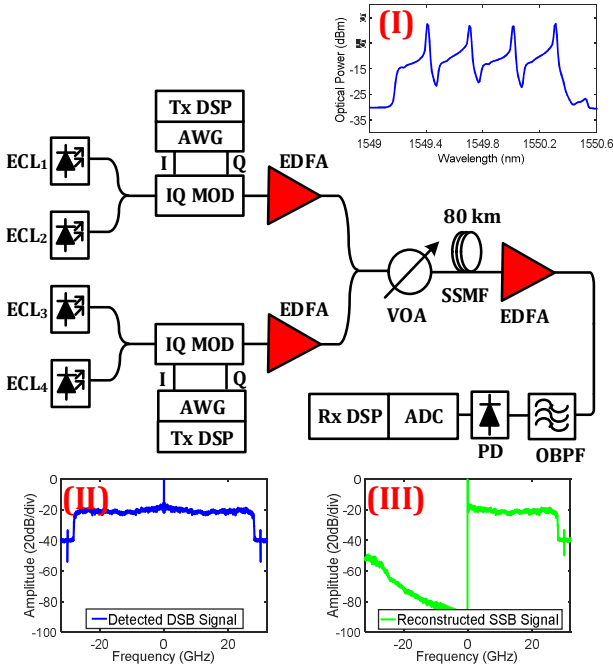 (I)
Optical Power (dBm)
-15
-25
-35
1549
1549.4
1549.8
1550.2
1550.6
Wavelength (nm)
Tx DSP
AWG
I
Q
IQ MOD
EDFA
ECL1
ECL2
80 km
SSMF
VOA
EDFA
ECL3
ECL4
EDFA
IQ MOD
I
Q
AWG
Tx DSP
Rx DSP
ADC
PD
OBPF
(II)
Amplitude (20dB/div)
0
-20
-40
-60
-80
-100
Detected DSB Signal
-20
0
20
Frequency (GHz)
(III)
Amplitude (20dB/div)
0
-20
-40
-60
-80
-100
Reconstructed SSB Signal
-20
0
20
Frequency (GHz)